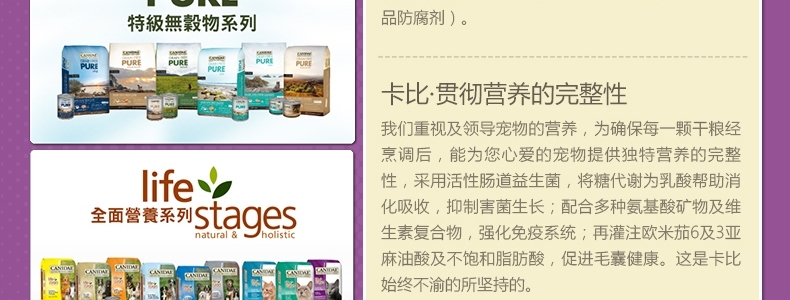 PURE
特級無穀物系列
CANIDAE
PURE
life
全面營養系列
stages
natural & holistic
CANIDAE
品防腐剂）。
卡比·贯彻营养的完整性
我们重视及领导宠物的营养，为确保每一颗干粮经
烹调后，能为您心爱的宠物提供独特营养的完整
性，采用活性肠道益生菌，将糖代谢为乳酸帮助消
化吸收，抑制害菌生长；配合多种氨基酸矿物及维
生素复合物，强化免疫系统；再灌注欧米茄6及3亚
麻油酸及不饱和脂肪酸，促进毛囊健康。这是卡比
始终不渝的所坚持的。